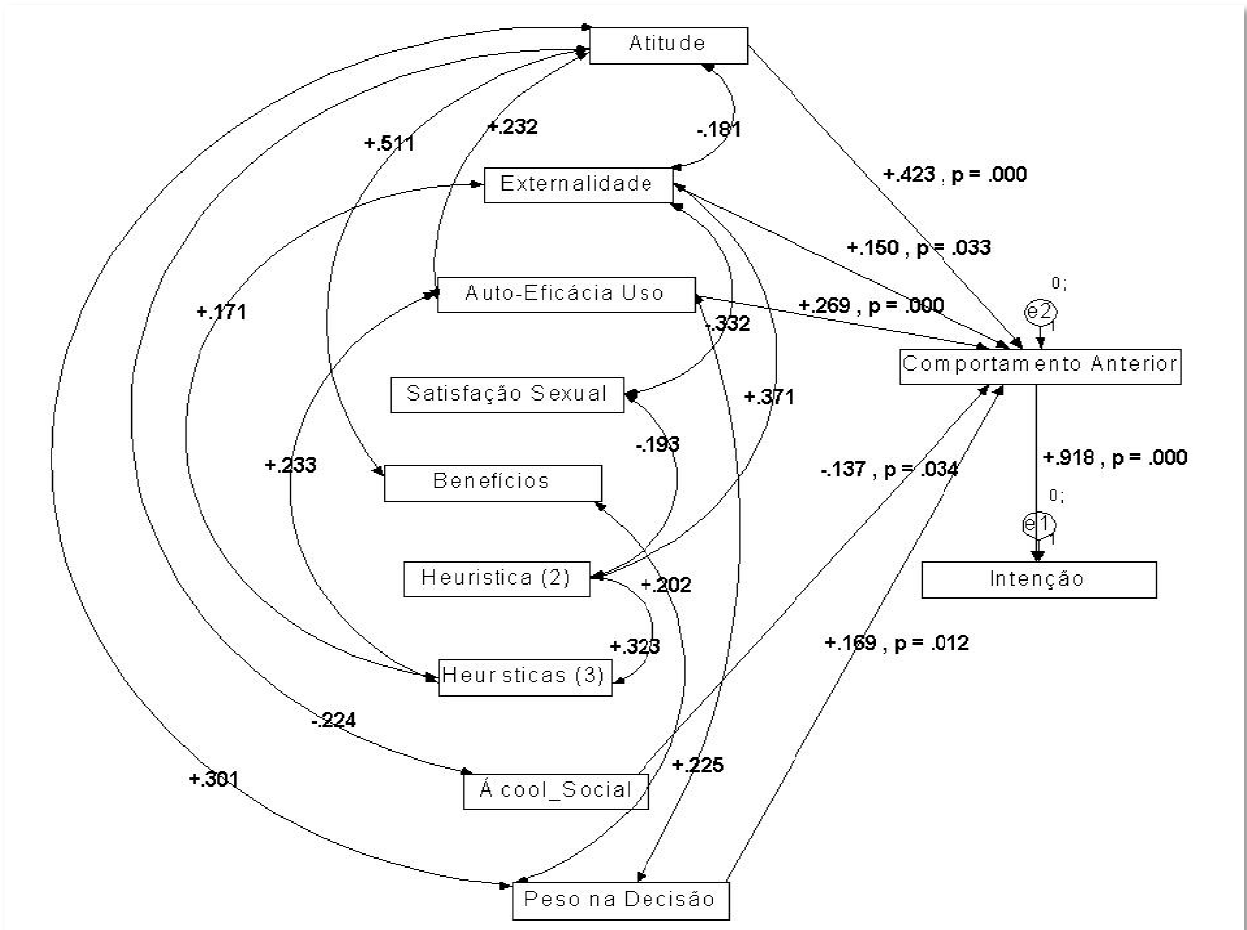 Atitude
+.511
+.232
-.181
+.423 , p = .000
Externalidade
+.150 , p = .033
Auto-Eficácia Uso
0;
+.269 , p = .000
e2
1
+.171
-.332
Comportamento Anterior
Satisfação Sexual
+.371
-.193
+.233
-.137 , p = .034
+.918 , p = .000
Benefícios
0;
e1
1
Heuristica (2)
+.202
Intenção
+.323
+.169 , p = .012
Heur sticas (3)
-.224
+.225
+.301
Á cool_Social
Peso na Decisão